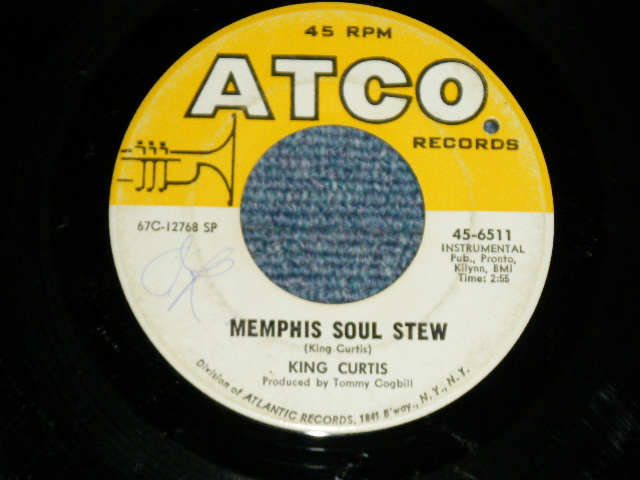 45 RPM
ATCO.
RECORDS
67C-12768 SP
45-6511
INSTRUMENTAL
Pub., Pronto,
Kilynn, BMI
Time: 2:55
MEMPHIS SOUL STEW
(King Curtis)
KING CURTIS
Produced by Tommy Cogbill
Division of ATLANTIC RECORDS, 1841 B'way., N.Y., N.Y.